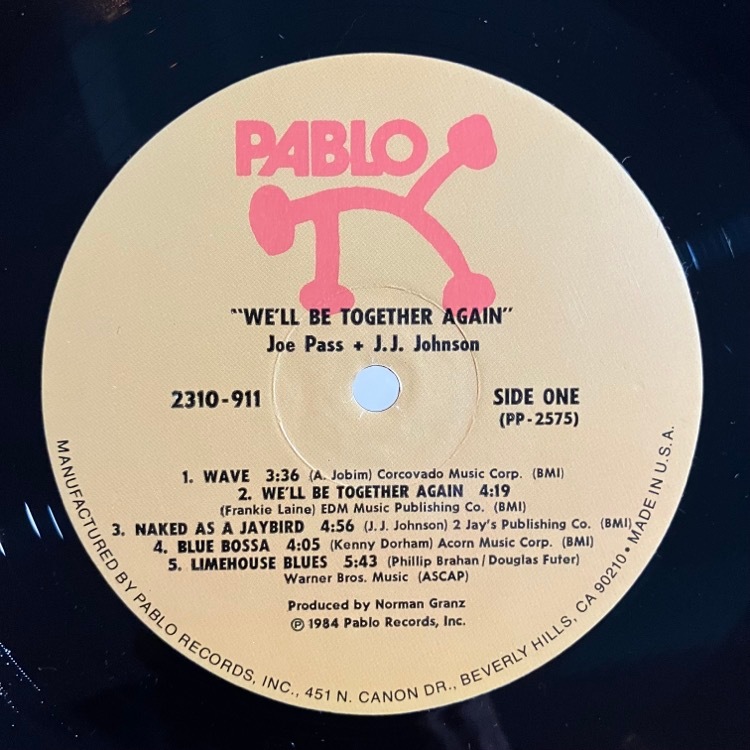 PABLO
"WE'LL BE TOGETHER AGAIN"
Joe Pass + J.J. Johnson
2310-911
SIDE ONE
(PP-2575)
1. WAVE 3:36 (A. Jobim) Corcovado Music Corp. (BMI)
2. WE'LL BE TOGETHER AGAIN 4:19
(Frankie Laine) EDM Music Publishing Co. (BMI)
3. NAKED AS A JAYBIRD 4:56 (J.J. Johnson) 2 Jay's Publishing Co. (BMI)
4. BLUE BOSSA 4:05 (Kenny Dorham) Acorn Music Corp. (BMI)
5. LIMEHOUSE BLUES 5:43 (Phillip Brahan/Douglas Futer)
Warner Bros. Music (ASCAP)
Produced by Norman Granz
℗ 1984 Pablo Records, Inc.
MANUFACTURED BY PABLO RECORDS, INC., 451 N. CANON DR., BEVERLY HILLS, CA 90210 • MADE IN U.S.A.